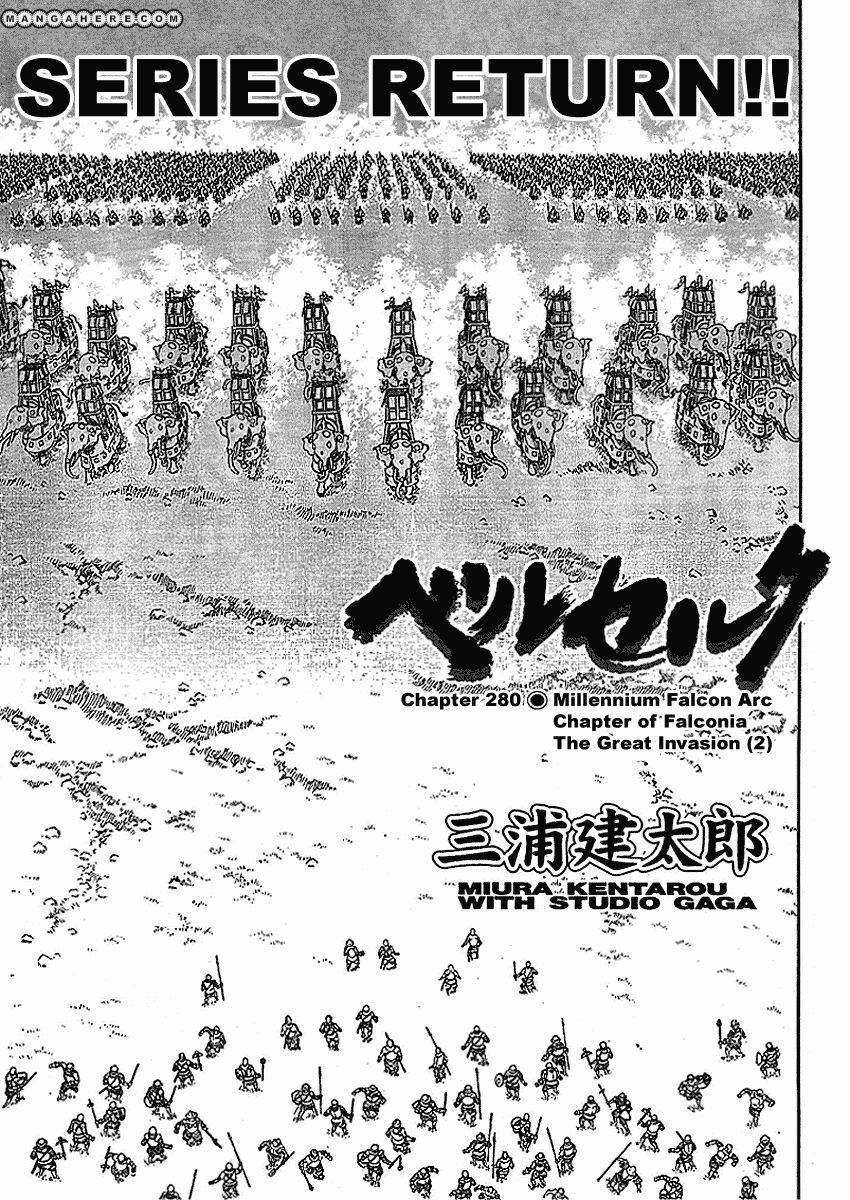 MANGAHERE.COM
SERIES RETURN!!
ベルセルク
Chapter 280 ◉ Millennium Falcon Arc
Chapter of Falconia
The Great Invasion (2)
三浦建太郎
MIURA KENTAROU
WITH STUDIO GAGA